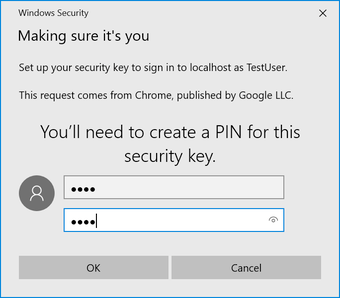 Windows Security
Making sure it's you
Set up your security key to sign in to localhost as TestUser.
This request comes from Chrome, published by Google LLC.
You'll need to create a PIN for this
security key.
●●●●
●●●●
OK
Cancel